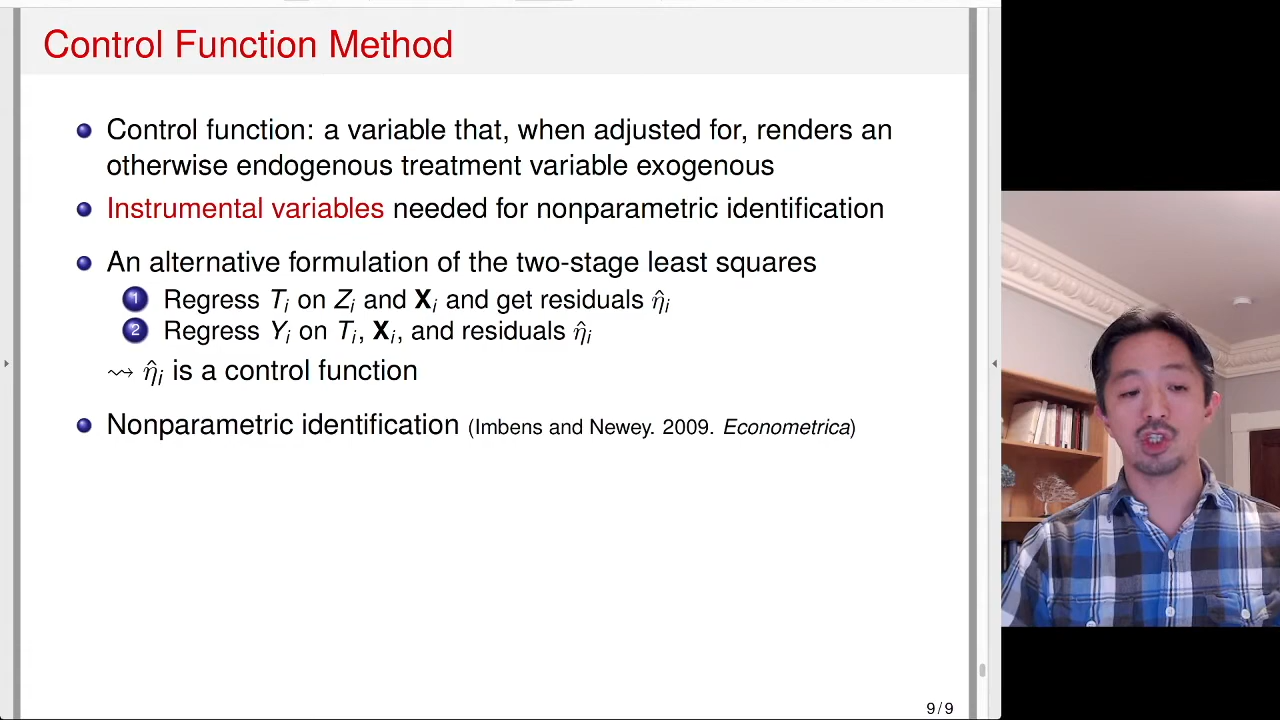 Control Function Method
Control function: a variable that, when adjusted for, renders an
otherwise endogenous treatment variable exogenous
Instrumental variables needed for nonparametric identification
An alternative formulation of the two-stage least squares
1 Regress Tᵢ on Zᵢ and Xᵢ and get residuals η̂ᵢ
2 Regress Yᵢ on Tᵢ, Xᵢ, and residuals η̂ᵢ
⇝ η̂ᵢ is a control function
Nonparametric identification (Imbens and Newey. 2009. Econometrica)
9/9